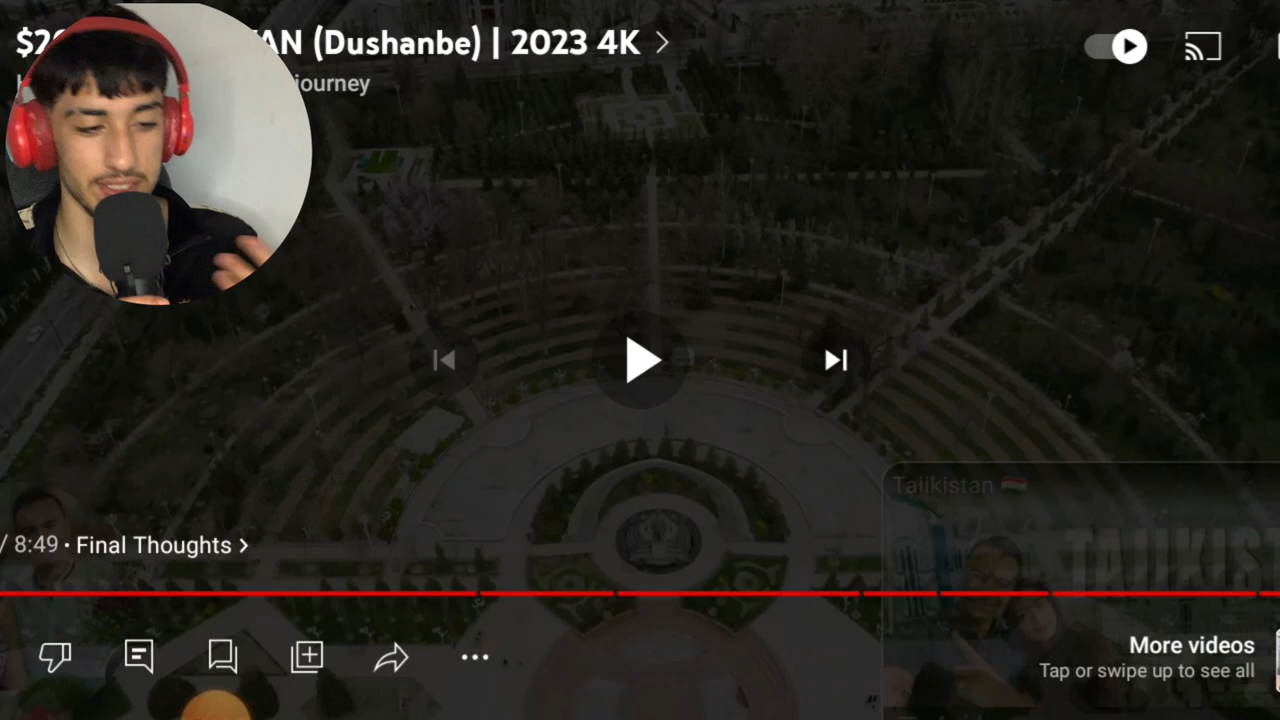 $2 AN (Dushanbe) | 2023 4K
journey
Tajikistan
/ 8:49 • Final Thoughts
TAJIKIS
More videos
Tap or swipe up to see all